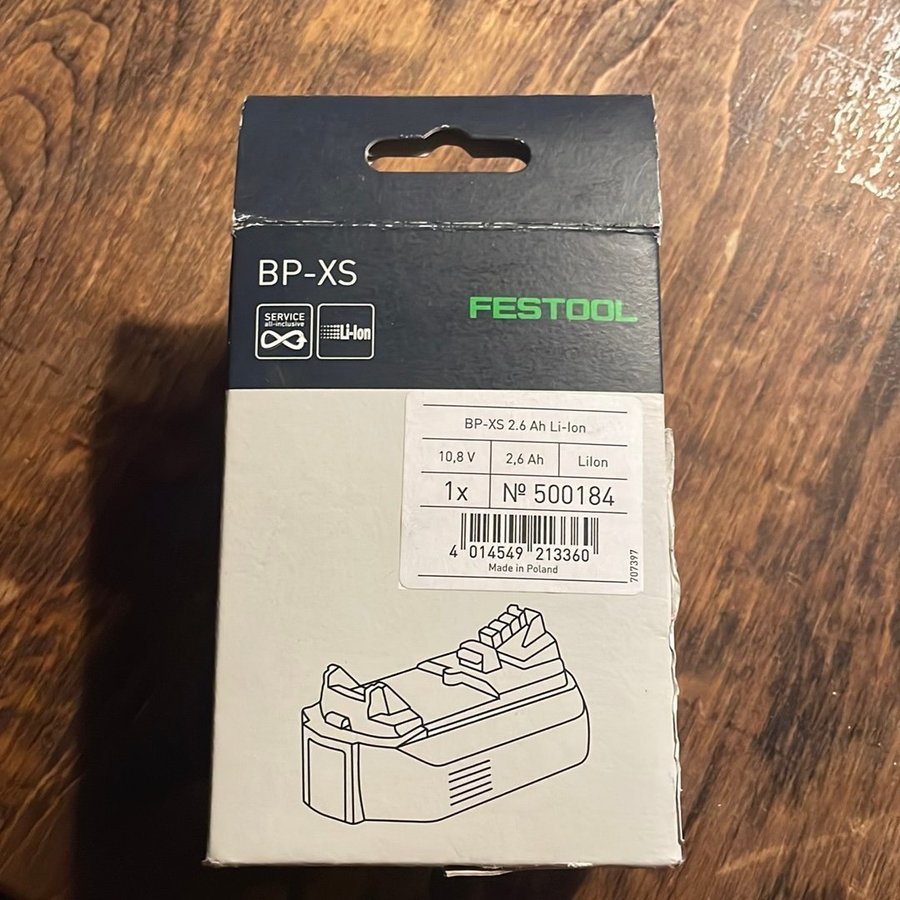 BP-XS
FESTOOL
SERVICE
all-inclusive
Li-Ion
BP-XS 2.6 Ah Li-Ion
10,8 V 2,6 Ah LiIon
1x № 500184
4 014549 213360
Made in Poland
707397